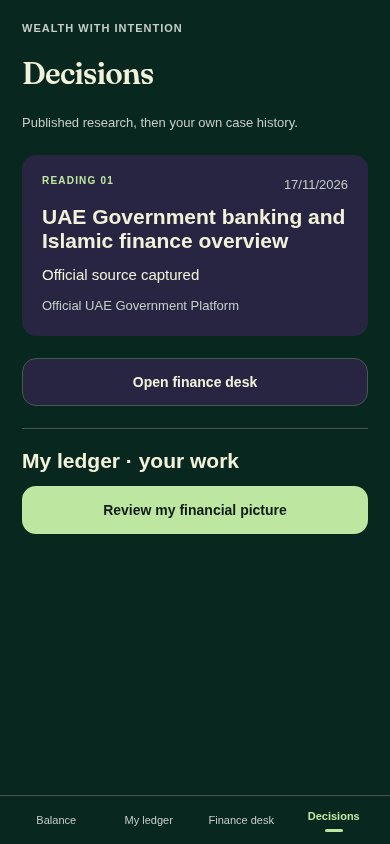 WEALTH WITH INTENTION
Decisions
Published research, then your own case history.
READING 01
17/11/2026
UAE Government banking and
Islamic finance overview
Official source captured
Official UAE Government Platform
Open finance desk
My ledger · your work
Review my financial picture
Balance
My ledger
Finance desk
Decisions